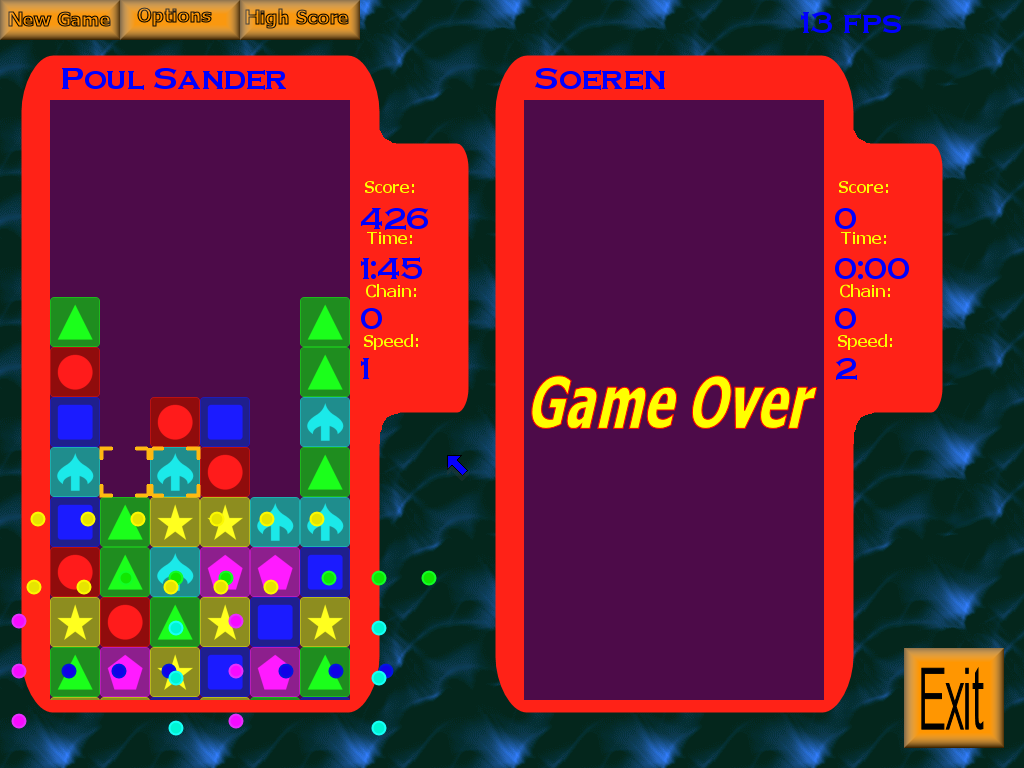 New Game Options High Score
13 FPS
Poul Sander
Score:
426
Time:
1:45
Chain:
0
Speed:
1
Soeren
Score:
0
Time:
0:00
Chain:
0
Speed:
2
Game Over
Exit